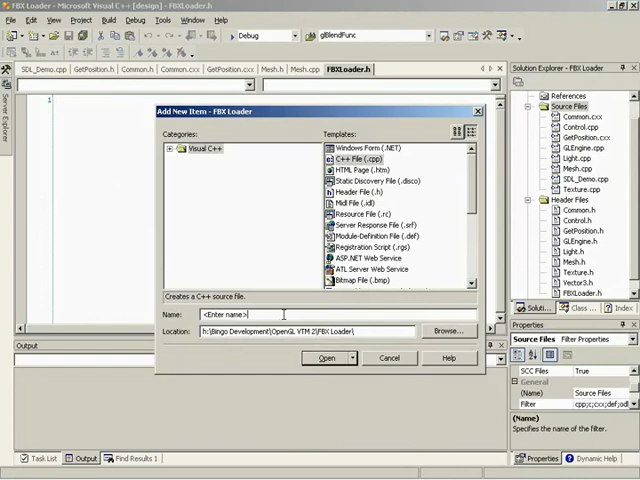 FBX Loader - Microsoft Visual C++ [design] - FBXLoader.h
File Edit View Project Build Debug Tools Window Help
Debug glBlendFunc
SDL_Demo.cpp GetPosition.h Common.h Common.cxx GetPosition.cxx Mesh.h Mesh.cpp FBXLoader.h
Server Explorer
1
Add New Item - FBX Loader
Categories:
Visual C++
Templates:
Windows Form (.NET)
C++ File (.cpp)
HTML Page (.htm)
Static Discovery File (.disco)
Header File (.h)
Midl File (.idl)
Resource File (.rc)
Server Response File (.srf)
Module-Definition File (.def)
Registration Script (.rgs)
ASP.NET Web Service
ATL Server Web Service
Bitmap File (.bmp)
Creates a C++ source file.
Name: <Enter name>
Location: h:\Bingo Development\OpenGL VTM 2\FBX Loader\
Browse...
Open Cancel Help
Solution Explorer - FBX Loader
References
Source Files
Common.cxx
Control.cpp
GetPosition.cxx
GLEngine.cpp
Light.cpp
Mesh.cpp
SDL_Demo.cpp
Texture.cpp
Header Files
Common.h
Control.h
GetPosition.h
GLEngine.h
Light.h
Mesh.h
Texture.h
Vector3.h
FBXLoader.h
Soluti... Class ... Index
Properties
Source Files Properties
SCC Files True
General
(Name) Source Files
Filter
(Name)
Specifies the name of the filter.
Output
Task List Output Find Results 1
Properties Dynamic Help